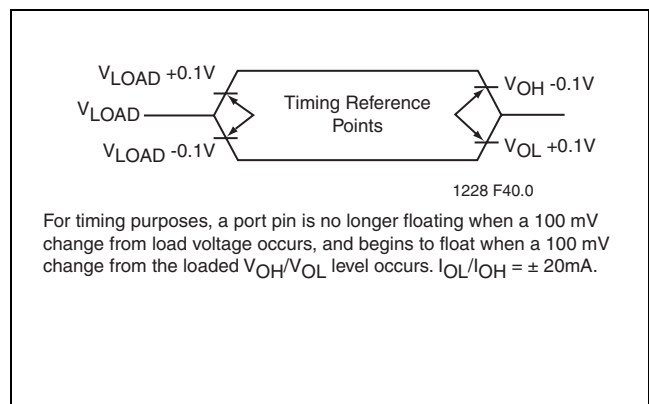 VLOAD +0.1V
VLOAD
VLOAD -0.1V
Timing Reference
Points
VOH -0.1V
VOL +0.1V
1228 F40.0
For timing purposes, a port pin is no longer floating when a 100 mV
change from load voltage occurs, and begins to float when a 100 mV
change from the loaded VOH/VOL level occurs. IOL/IOH = ± 20mA.